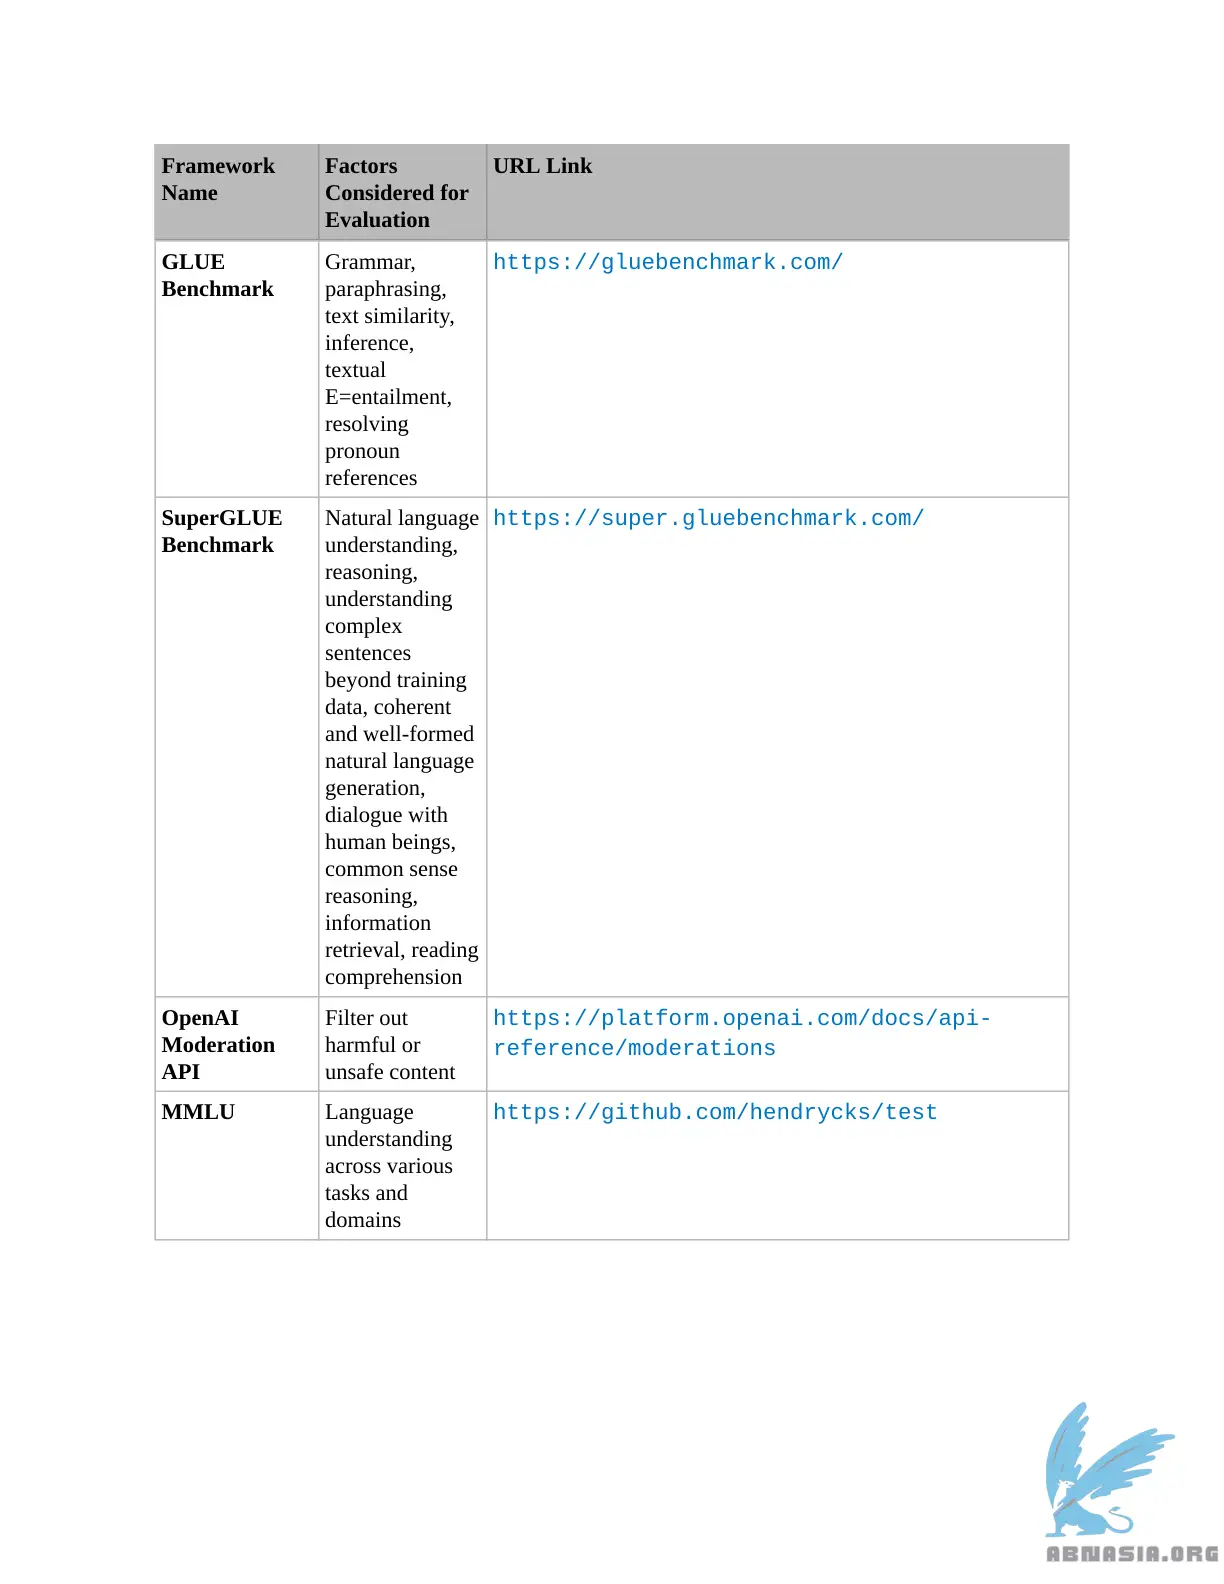 Framework
Name
Factors
Considered for
Evaluation
URL Link
GLUE
Benchmark
Grammar,
paraphrasing,
text similarity,
inference,
textual
E=entailment,
resolving
pronoun
references
https://gluebenchmark.com/
SuperGLUE
Benchmark
Natural language
understanding,
reasoning,
understanding
complex
sentences
beyond training
data, coherent
and well-formed
natural language
generation,
dialogue with
human beings,
common sense
reasoning,
information
retrieval, reading
comprehension
https://super.gluebenchmark.com/
OpenAI
Moderation
API
Filter out
harmful or
unsafe content
https://platform.openai.com/docs/api-
reference/moderations
MMLU
Language
understanding
across various
tasks and
domains
https://github.com/hendrycks/test
ABNASIA.ORG